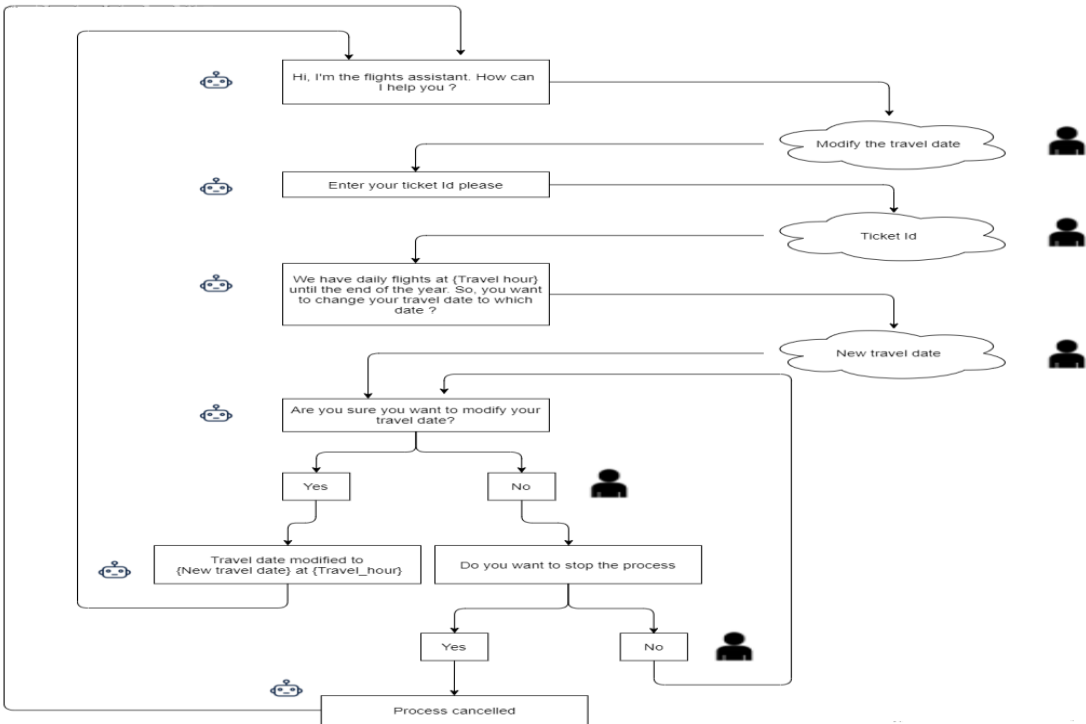 Hi, I'm the flights assistant. How can
I help you ?
Modify the travel date
Enter your ticket Id please
Ticket Id
We have daily flights at {Travel hour}
until the end of the year. So, you want
to change your travel date to which
date ?
New travel date
Are you sure you want to modify your
travel date?
Yes
No
Travel date modified to
{New travel date} at {Travel_hour}
Do you want to stop the process
Yes
No
Process cancelled